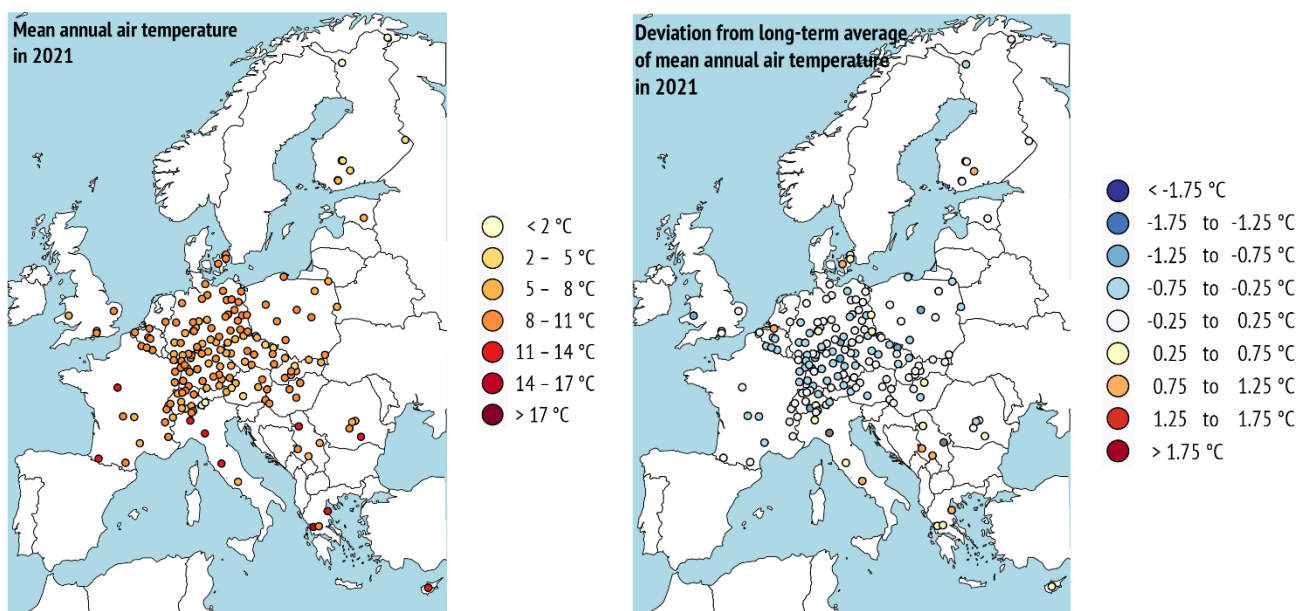 Mean annual air temperature
in 2021
< 2 °C
2 – 5 °C
5 – 8 °C
8 – 11 °C
11 – 14 °C
14 – 17 °C
> 17 °C
Deviation from long-term average
of mean annual air temperature
in 2021
< -1.75 °C
-1.75 to -1.25 °C
-1.25 to -0.75 °C
-0.75 to -0.25 °C
-0.25 to 0.25 °C
0.25 to 0.75 °C
0.75 to 1.25 °C
1.25 to 1.75 °C
> 1.75 °C